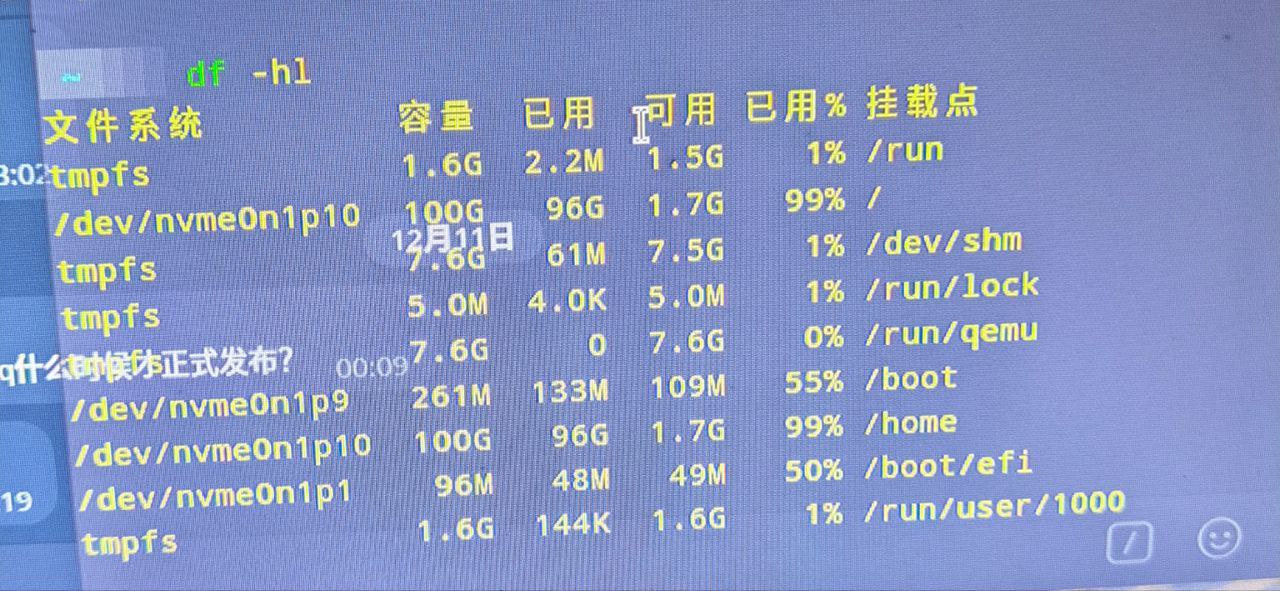 ~ df -hl
文件系统 容量 已用 可用 已用% 挂载点
3:02
tmpfs 1.6G 2.2M 1.5G 1% /run
/dev/nvme0n1p10 100G 96G 1.7G 99% /
12月11日
tmpfs 7.6G 61M 7.5G 1% /dev/shm
tmpfs 5.0M 4.0K 5.0M 1% /run/lock
tmpfs 7.6G 0 7.6G 0% /run/qemu
q什么时候才正式发布? 00:09
/dev/nvme0n1p9 261M 133M 109M 55% /boot
/dev/nvme0n1p10 100G 96G 1.7G 99% /home
/dev/nvme0n1p1 96M 48M 49M 50% /boot/efi
19
tmpfs 1.6G 144K 1.6G 1% /run/user/1000